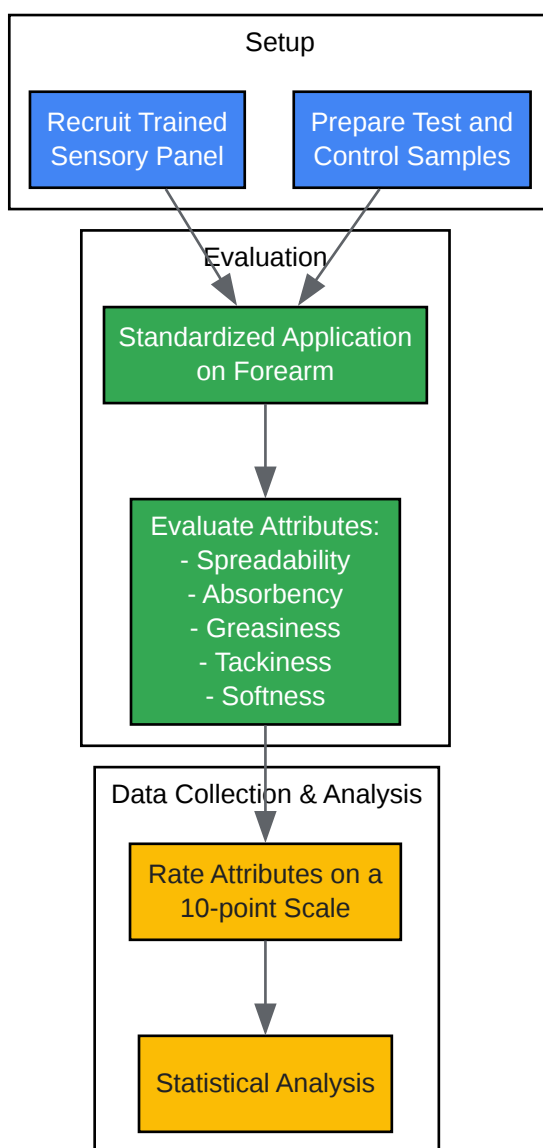 Setup
Recruit Trained
Sensory Panel
Prepare Test and
Control Samples
Evaluation
Standardized Application
on Forearm
Evaluate Attributes:
- Spreadability
- Absorbency
- Greasiness
- Tackiness
- Softness
Data Collection & Analysis
Rate Attributes on a
10-point Scale
Statistical Analysis